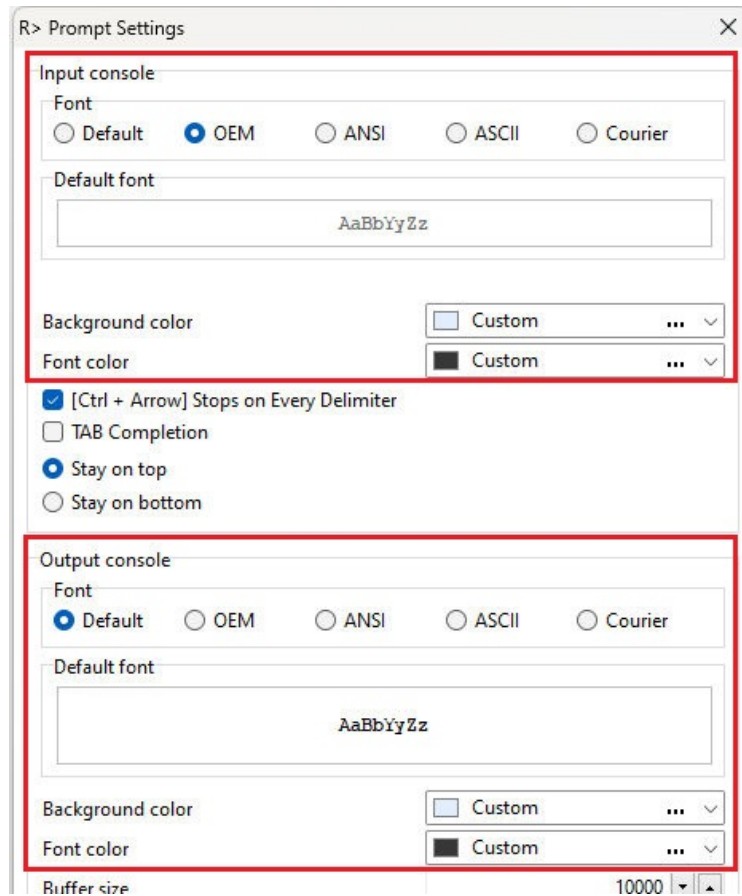 R> Prompt Settings
Input console
Font
Default OEM ANSI ASCII Courier
Default font
AaBbYyZz
Background color Custom ...
Font color Custom ...
[Ctrl + Arrow] Stops on Every Delimiter
TAB Completion
Stay on top
Stay on bottom
Output console
Font
Default OEM ANSI ASCII Courier
Default font
AaBbYyZz
Background color Custom ...
Font color Custom ...
Buffer size 10000